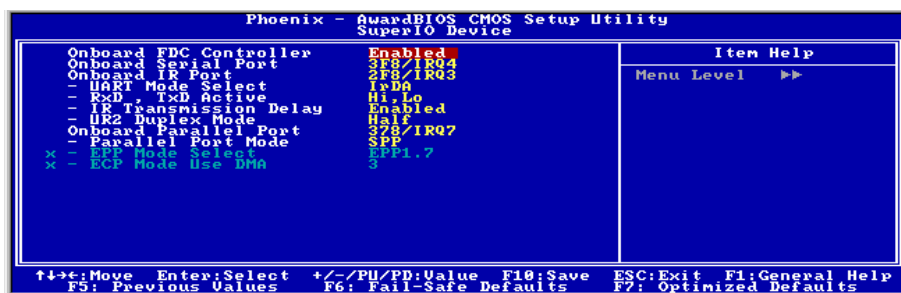 Phoenix - AwardBIOS CMOS Setup Utility
SuperIO Device
Onboard FDC Controller Enabled
Onboard Serial Port 3F8/IRQ4
Onboard IR Port 2F8/IRQ3
- UART Mode Select IrDA
- RxD , TxD Active Hi,Lo
- IR Transmission Delay Enabled
- UR2 Duplex Mode Half
Onboard Parallel Port 378/IRQ7
- Parallel Port Mode SPP
x - EPP Mode Select EPP1.7
x - ECP Mode Use DMA 3
Item Help
Menu Level ►►
↑↓→←:Move Enter:Select +/-/PU/PD:Value F10:Save ESC:Exit F1:General Help
F5: Previous Values F6: Fail-Safe Defaults F7: Optimized Defaults